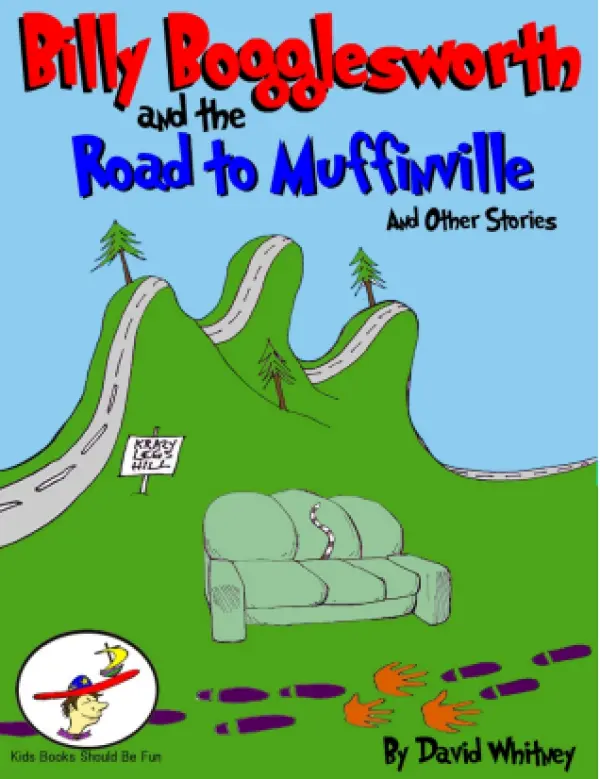 Billy Bogglesworth
and the
Road to Muffinville
And Other Stories
KRAZY
LEGS
HILL
Kids Books Should Be Fun
By David Whitney